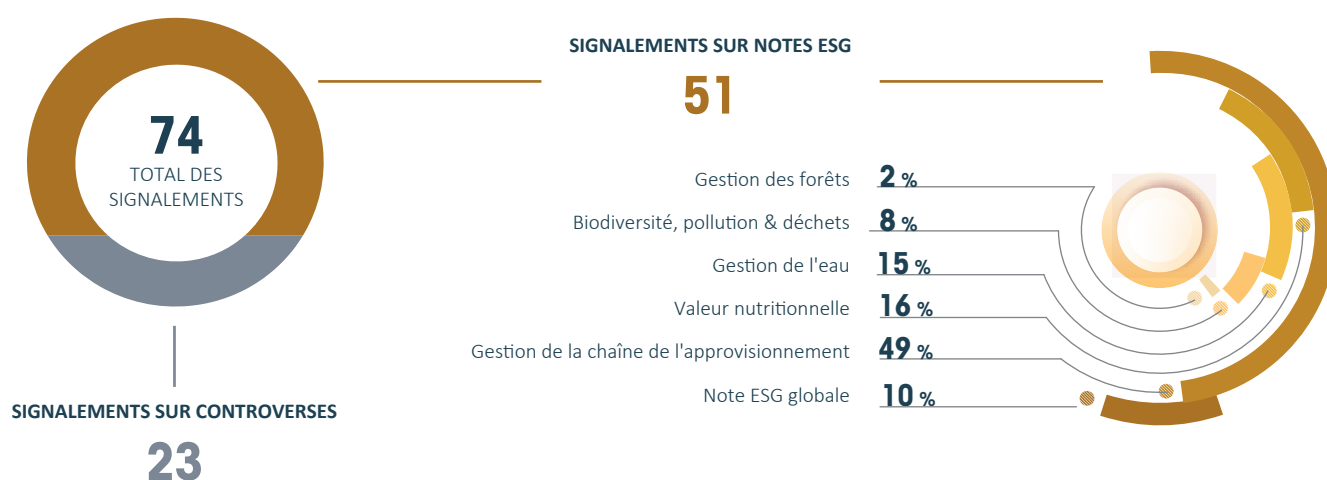 74
TOTAL DES
SIGNALEMENTS
SIGNALEMENTS SUR CONTROVERSES
23
SIGNALEMENTS SUR NOTES ESG
51
Gestion des forêts 2 %
Biodiversité, pollution & déchets 8 %
Gestion de l'eau 15 %
Valeur nutritionnelle 16 %
Gestion de la chaîne de l'approvisionnement 49 %
Note ESG globale 10 %